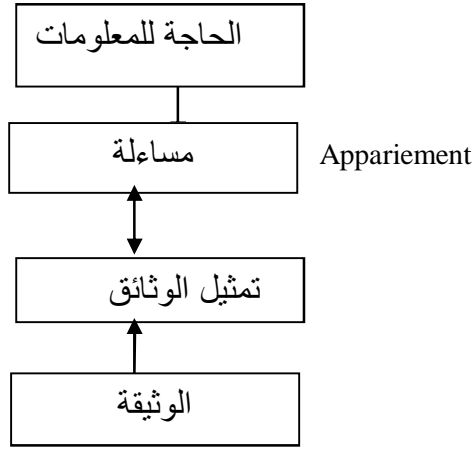 الحاجة للمعلومات
مساءلة
Appariement
تمثيل الوثائق
الوثيقة